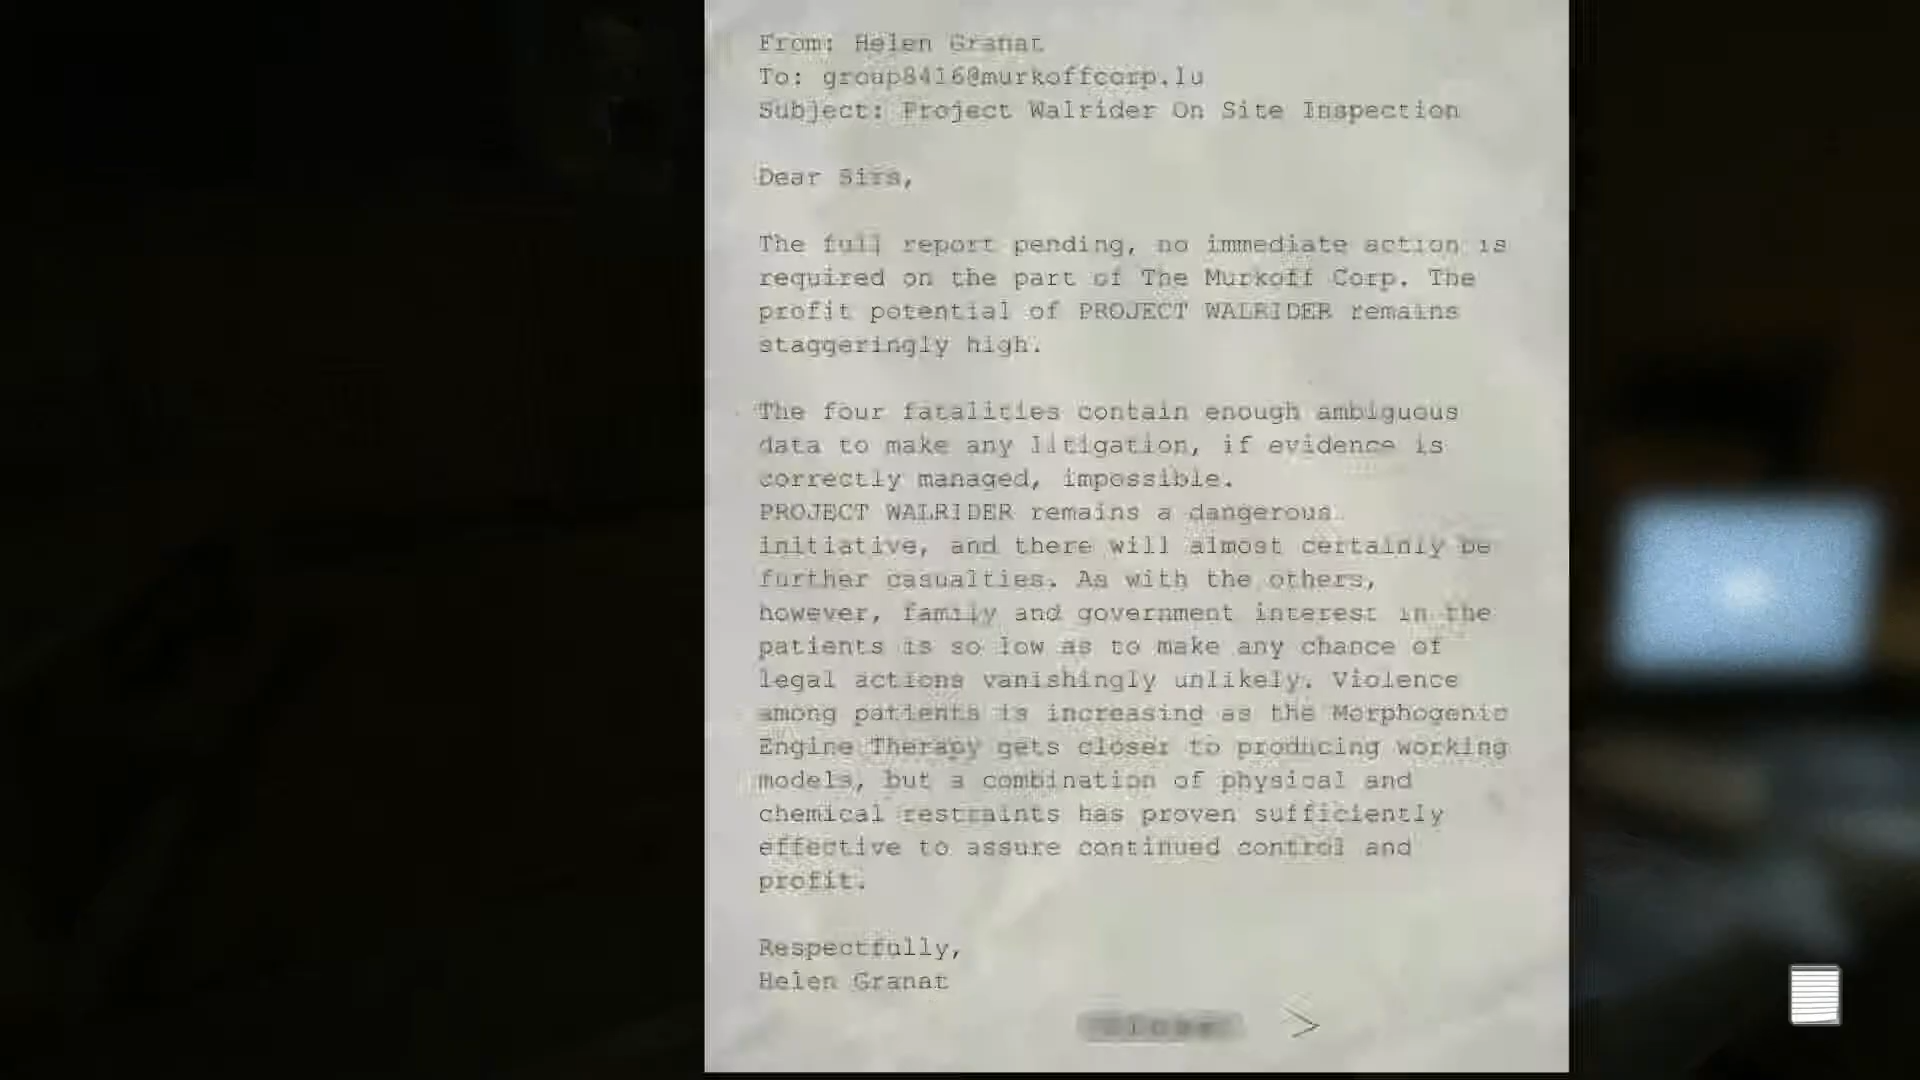 From: Helen Granat
To: group8416@murkoffcorp.lu
Subject: Project Walrider On Site Inspection
Dear Sirs,
The full report pending, no immediate action is
required on the part of The Murkoff Corp. The
profit potential of PROJECT WALRIDER remains
staggeringly high.
The four fatalities contain enough ambiguous
data to make any litigation, if evidence is
correctly managed, impossible.
PROJECT WALRIDER remains a dangerous
initiative, and there will almost certainly be
further casualties. As with the others,
however, family and government interest in the
patients is so low as to make any chance of
legal actions vanishingly unlikely. Violence
among patients is increasind as the Morphogenic
Engine Therapy gets closer to producing working
models, but a combination of physical and
chemical restraints has proven sufficiently
effective to assure continued control and
profit.
Respectfully,
Helen Granat
>